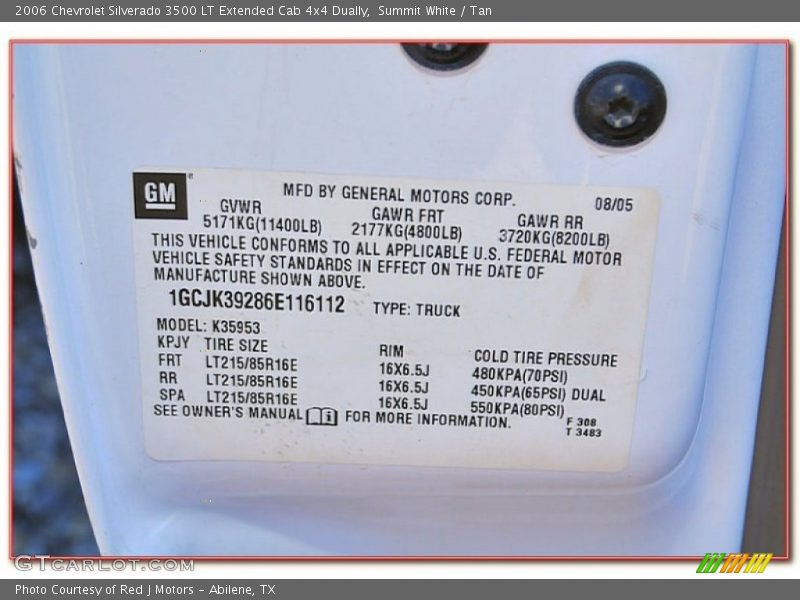 2006 Chevrolet Silverado 3500 LT Extended Cab 4x4 Dually, Summit White / Tan
GM
MFD BY GENERAL MOTORS CORP. 08/05
GVWR GAWR FRT GAWR RR
5171KG(11400LB) 2177KG(4800LB) 3720KG(8200LB)
THIS VEHICLE CONFORMS TO ALL APPLICABLE U.S. FEDERAL MOTOR
VEHICLE SAFETY STANDARDS IN EFFECT ON THE DATE OF
MANUFACTURE SHOWN ABOVE.
1GCJK39286E116112 TYPE: TRUCK
MODEL: K35953
KPJY TIRE SIZE RIM COLD TIRE PRESSURE
FRT LT215/85R16E 16X6.5J 480KPA(70PSI)
RR LT215/85R16E 16X6.5J 450KPA(65PSI) DUAL
SPA LT215/85R16E 16X6.5J 550KPA(80PSI)
SEE OWNER'S MANUAL FOR MORE INFORMATION.
F 308
T 3483
GTCARLOT.COM
Photo Courtesy of Red J Motors – Abilene, TX